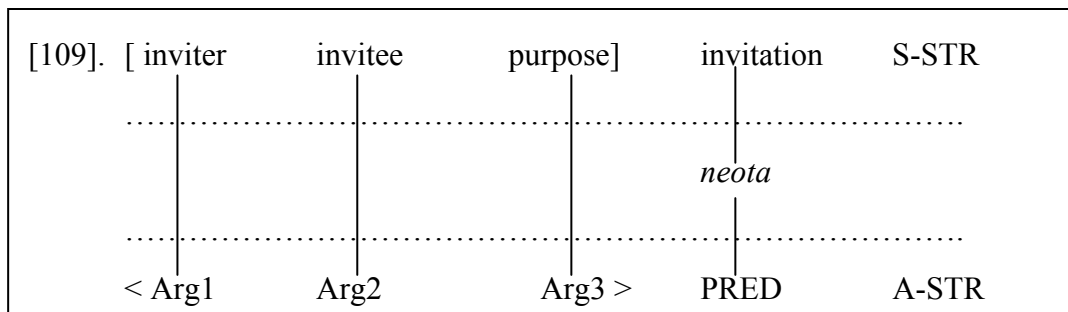 [109]. [ inviter invitee purpose] invitation S-STR
neota
< Arg1 Arg2 Arg3 > PRED A-STR